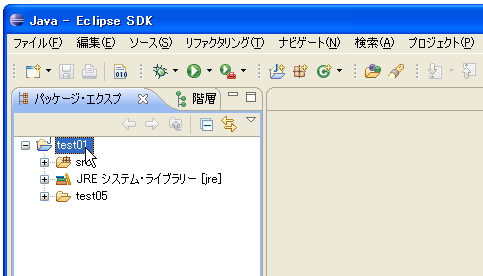 Java - Eclipse SDK
ファイル(F) 編集(E) ソース(S) リファクタリング(T) ナビゲート(N) 検索(A) プロジェクト(P)
パッケージ・エクスプ 階層
test01
src
JRE システム・ライブラリー [jre]
test05